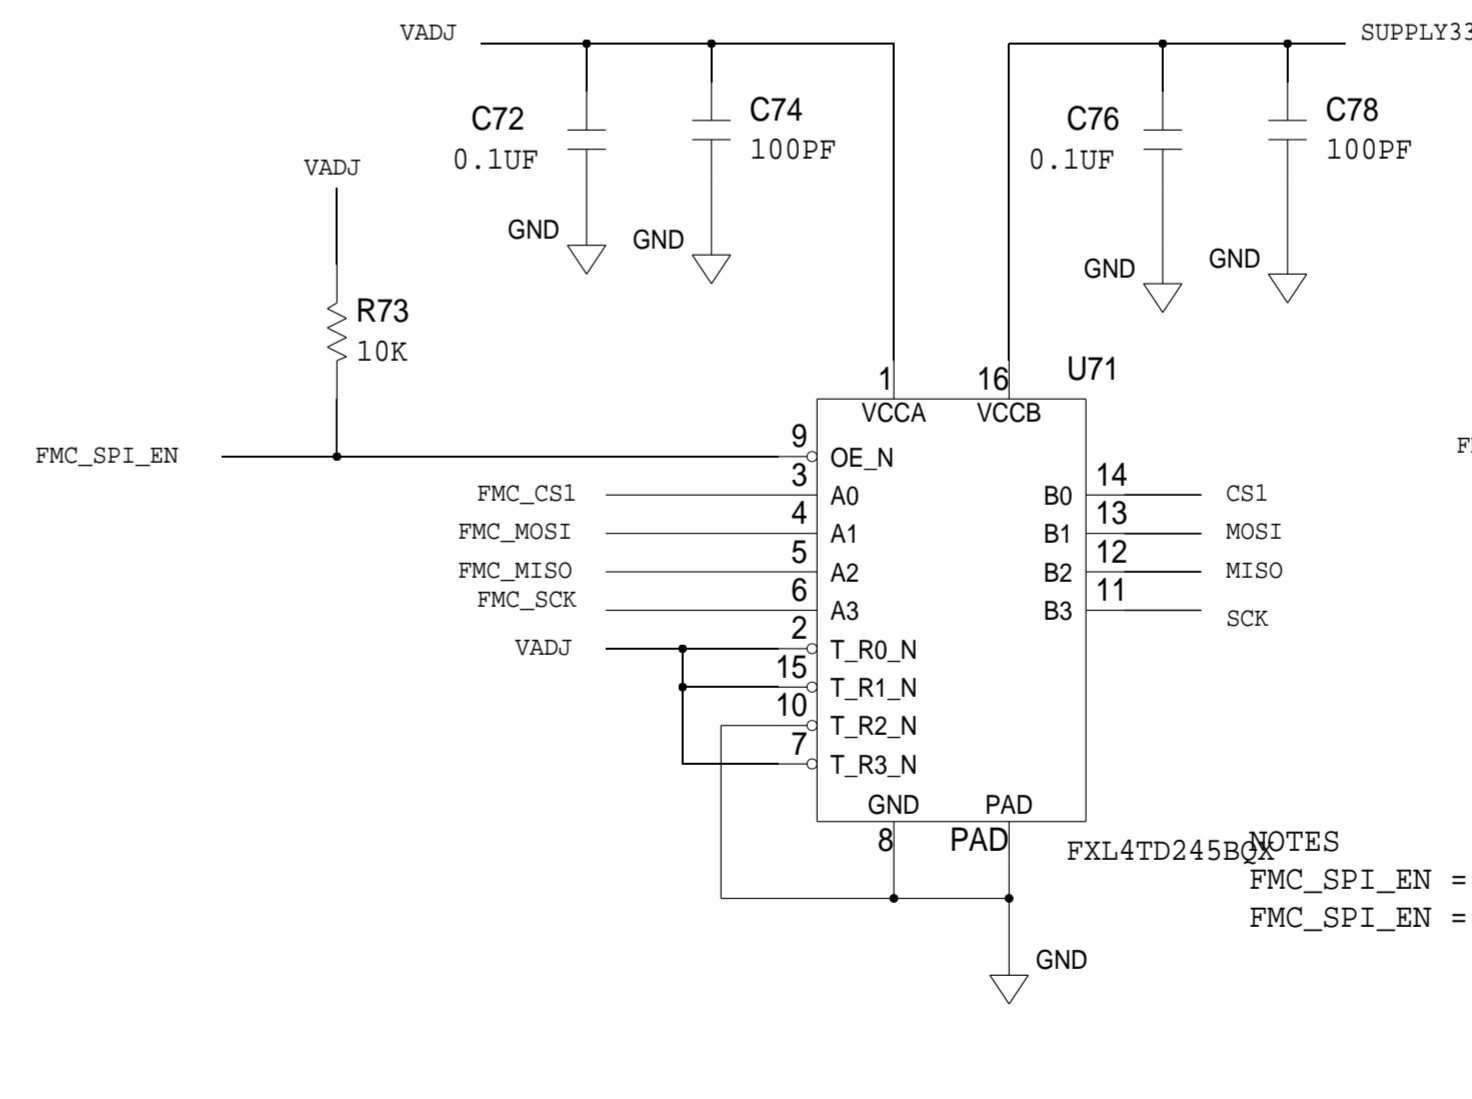 VADJ
SUPPLY33
C72
0.1UF
C74
100PF
C76
0.1UF
C78
100PF
GND
GND
GND
GND
VADJ
R73
10K
U71
1
16
VCCA
VCCB
FMC_SPI_EN
9
OE_N
FMC_CS1
3
A0
B0
14
CS1
FMC_MOSI
4
A1
B1
13
MOSI
FMC_MISO
5
A2
B2
12
MISO
FMC_SCK
6
A3
B3
11
SCK
VADJ
2
T_R0_N
15
T_R1_N
10
T_R2_N
7
T_R3_N
GND
PAD
8
PAD
FXL4TD245BQX
NOTES
FMC_SPI_EN =
FMC_SPI_EN =
GND